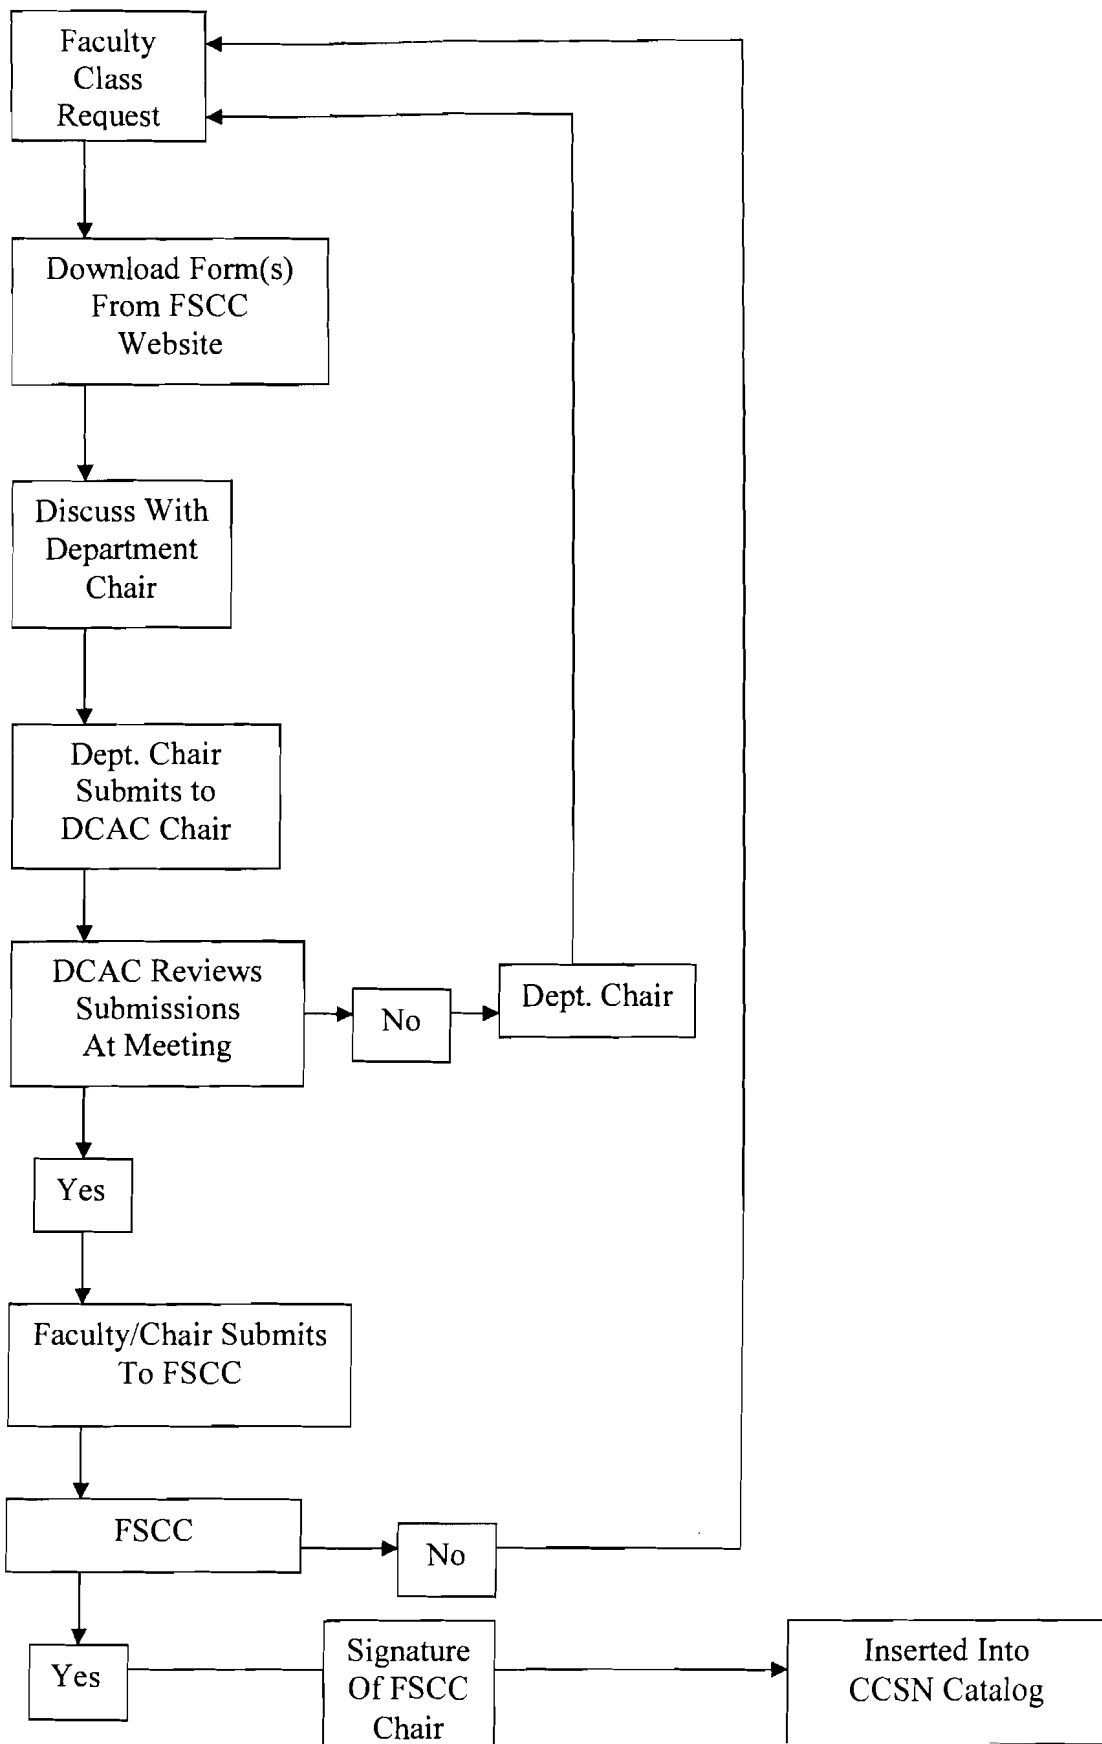 Faculty
Class
Request
Download Form(s)
From FSCC
Website
Discuss With
Department
Chair
Dept. Chair
Submits to
DCAC Chair
DCAC Reviews
Submissions
At Meeting
No
Dept. Chair
Yes
Faculty/Chair Submits
To FSCC
FSCC
No
Yes
Signature
Of FSCC
Chair
Inserted Into
CCSN Catalog